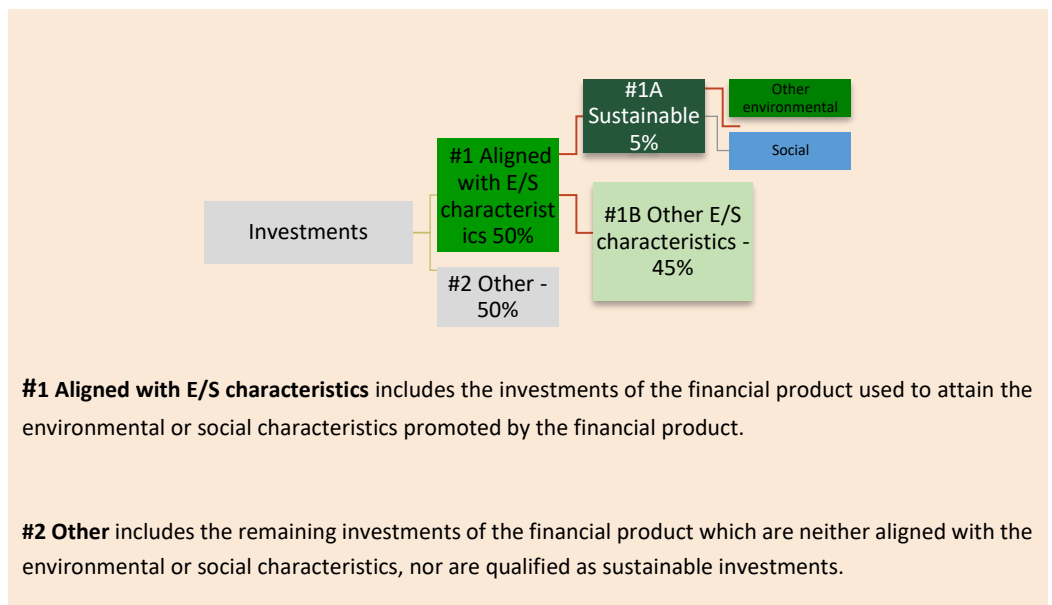 #1A
Sustainable
5%
Other
environmental
Social
#1 Aligned
with E/S
characterist
ics 50%
#1B Other E/S
characteristics -
45%
Investments
#2 Other -
50%
#1 Aligned with E/S characteristics includes the investments of the financial product used to attain the
environmental or social characteristics promoted by the financial product.
#2 Other includes the remaining investments of the financial product which are neither aligned with the
environmental or social characteristics, nor are qualified as sustainable investments.